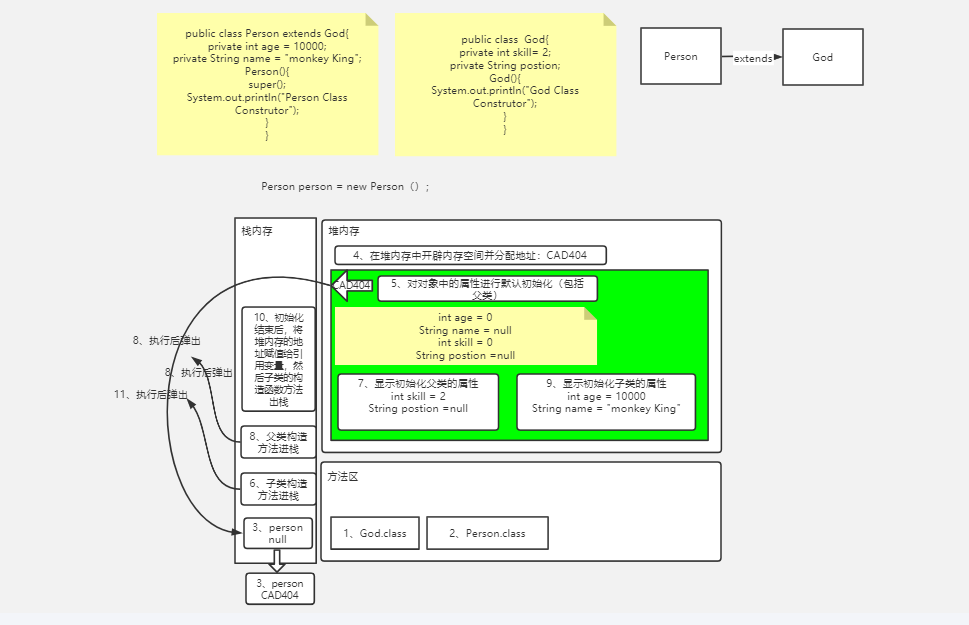 public class Person extends God{
private int age = 10000;
private String name = "monkey King";
Person(){
super();
System.out.println("Person Class
Construtor");
}
}
public class  God{
private int skill= 2;
private String postion;
God(){
System.out.println("God Class
Construtor");
}
}
Person
extends
God
Person person = new Person（）;
栈内存
堆内存
4、在堆内存中开辟内存空间并分配地址：CAD404
CAD404
5、对对象中的属性进行默认初始化（包括
父类）
int age = 0
String name = null
int skill = 0
String postion =null
7、显示初始化父类的属性
int skill = 2
String postion =null
9、显示初始化子类的属性
int age = 10000
String name = "monkey King"
10、初始化
结束后，将
堆内存的地
址赋值给引
用变量，然
后子类的构
造函数方法
出栈
8、执行后弹出
8、执行后弹出
11、执行后弹出
8、父类构造
方法进栈
6、子类构造
方法进栈
3、person
null
3、person
CAD404
方法区
1、God.class
2、Person.class